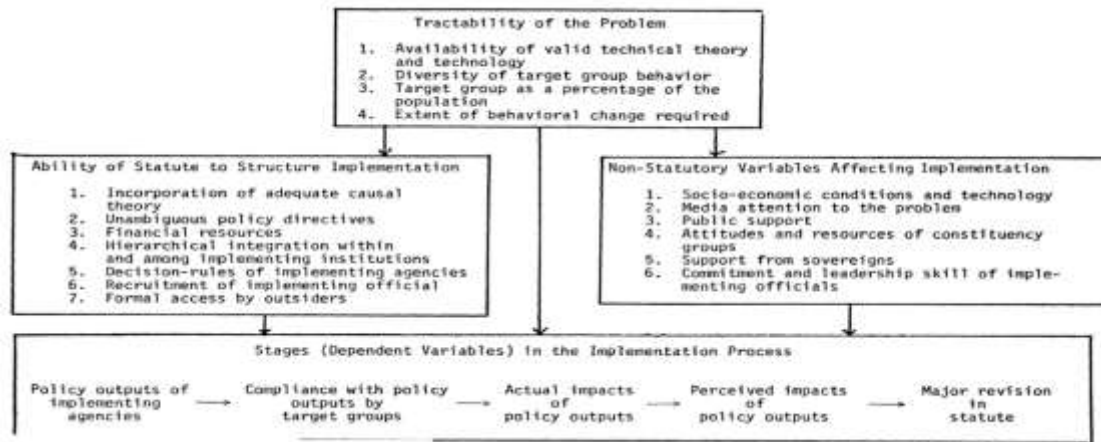 Tractability of the Problem
1. Availability of valid technical theory
and technology
2. Diversity of target group behavior
3. Target group as a percentage of the
population
4. Extent of behavioral change required
Ability of Statute to Structure Implementation
1. Incorporation of adequate causal
theory
2. Unambiguous policy directives
3. Financial resources
4. Hierarchical integration within
and among implementing institutions
5. Decision-rules of implementing agencies
6. Recruitment of implementing official
7. Formal access by outsiders
Non-Statutory Variables Affecting Implementation
1. Socio-economic conditions and technology
2. Media attention to the problem
3. Public support
4. Attitudes and resources of constituency
groups
5. Support from sovereigns
6. Commitment and leadership skill of imple-
menting officials
Stages (Dependent Variables) in the Implementation Process
Policy outputs of
implementing
agencies
Compliance with policy
outputs by
target groups
Actual impacts
of
policy outputs
Perceived impacts
of
policy outputs
Major revision
in
statute